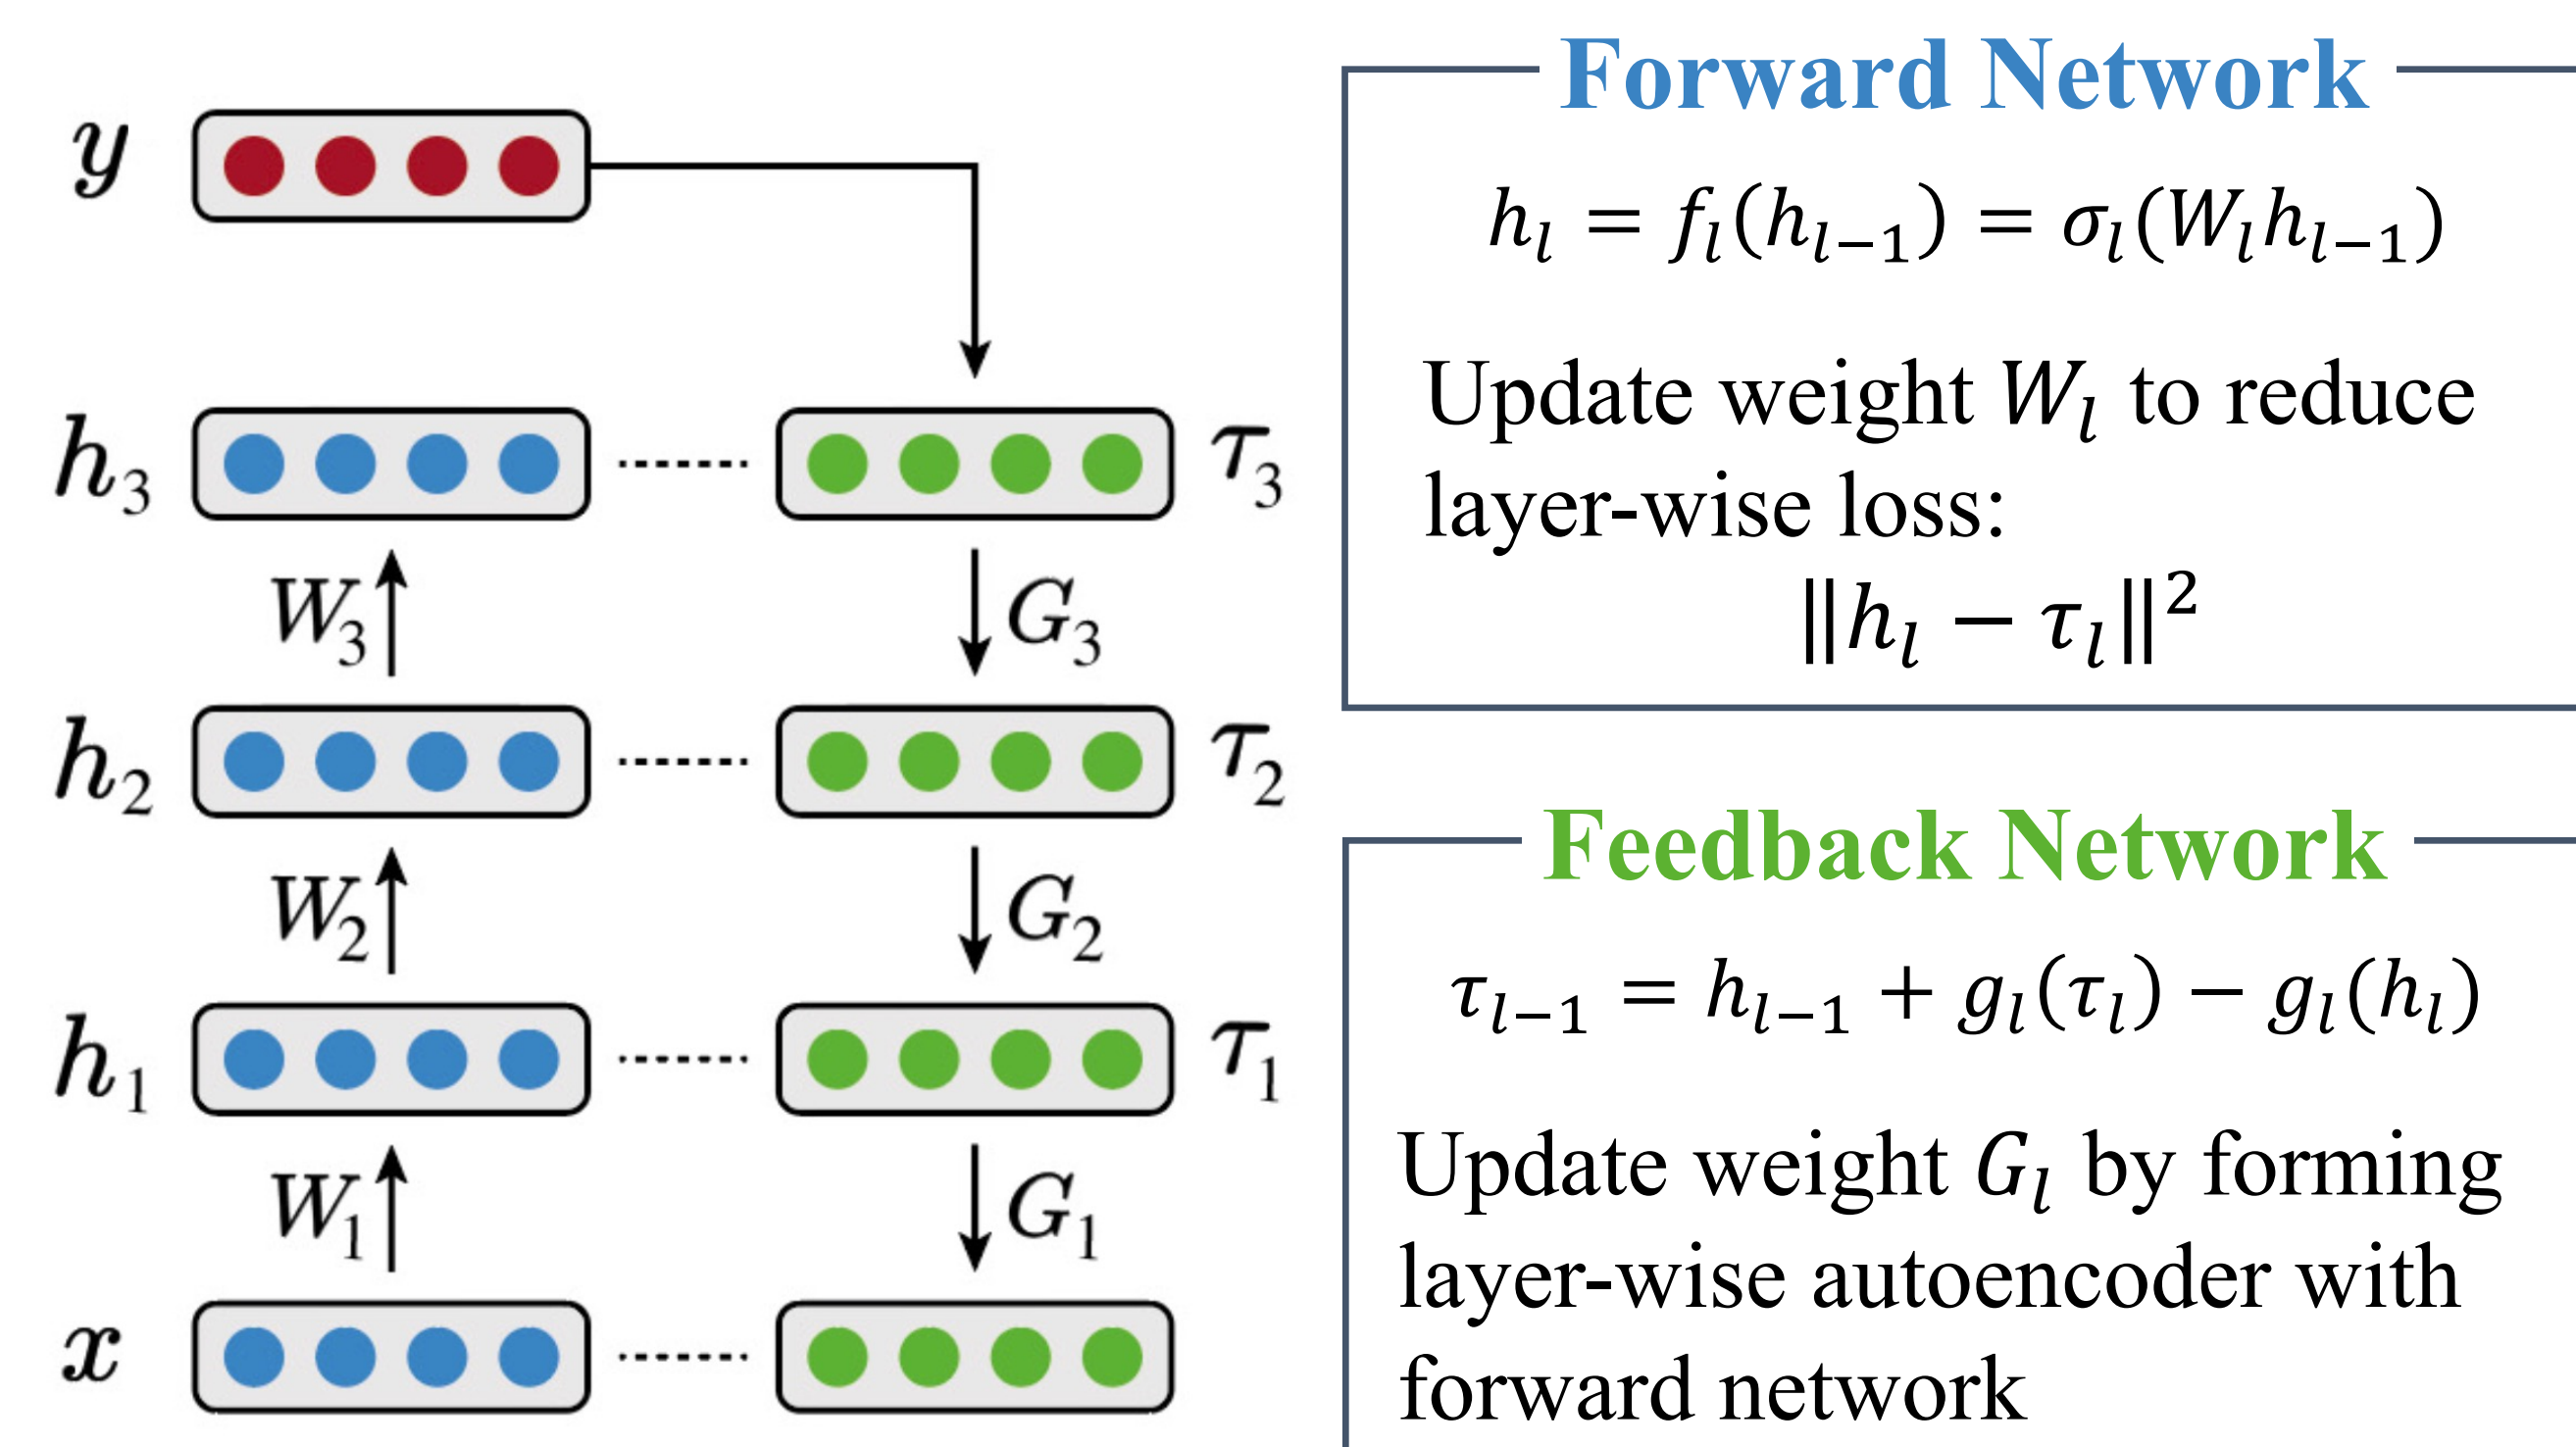 y
h₃
τ₃
W₃
G₃
h₂
τ₂
W₂
G₂
h₁
τ₁
W₁
G₁
x
Forward Network
hₗ = fₗ(hₗ₋₁) = σₗ(Wₗhₗ₋₁)
Update weight Wₗ to reduce
layer-wise loss:
‖hₗ − τₗ‖²
Feedback Network
τₗ₋₁ = hₗ₋₁ + gₗ(τₗ) − gₗ(hₗ)
Update weight Gₗ by forming
layer-wise autoencoder with
forward network